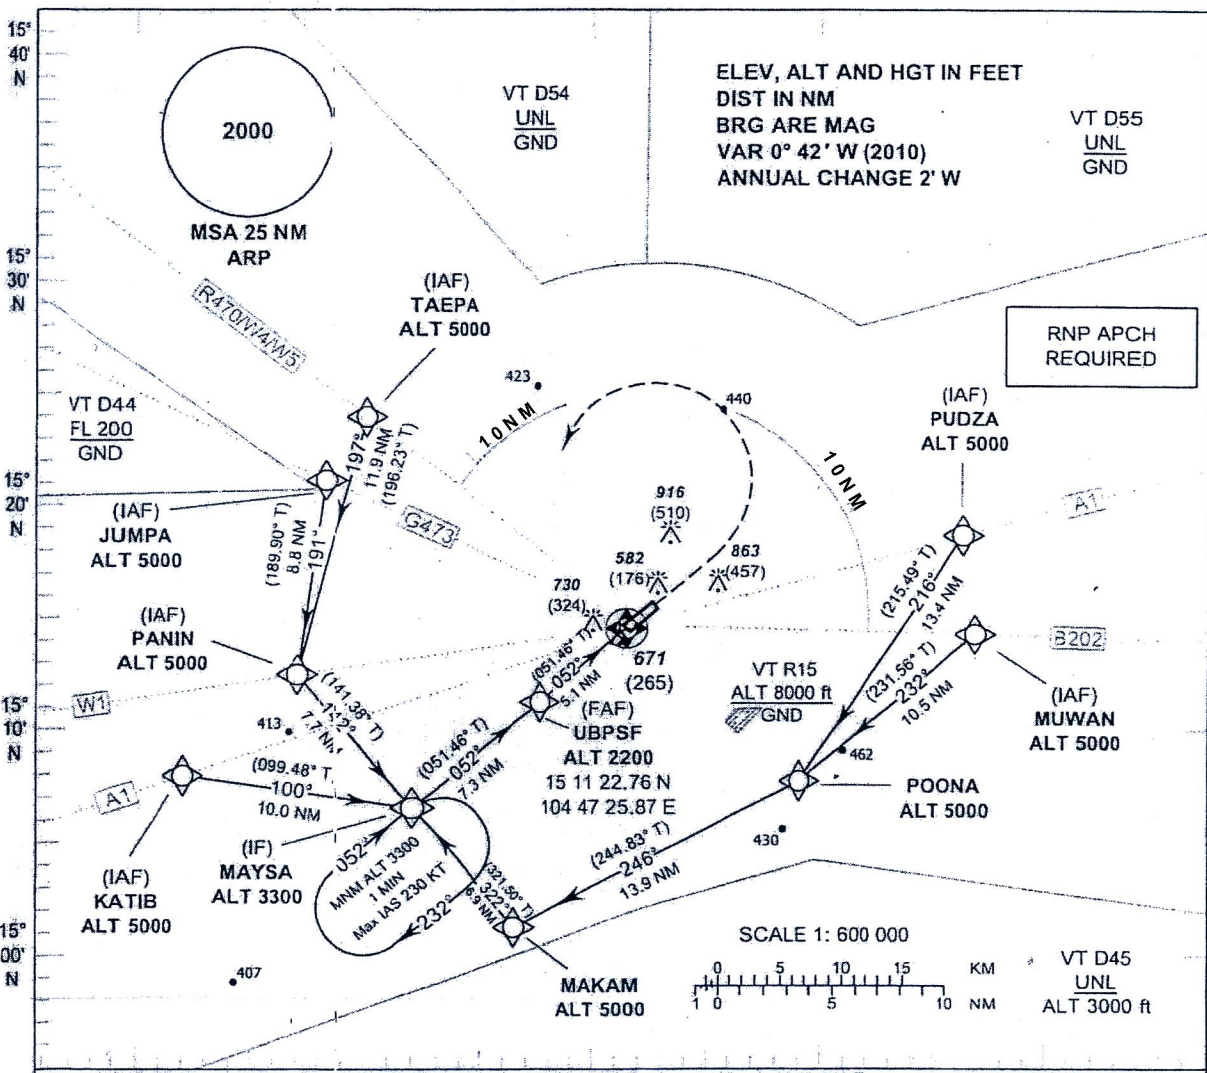 15°
40'
N
2000
MSA 25 NM
ARP
VT D54
UNL
GND
ELEV, ALT AND HGT IN FEET
DIST IN NM
BRG ARE MAG
VAR 0° 42' W (2010)
ANNUAL CHANGE 2' W
VT D55
UNL
GND
15°
30'
N
R470/W4/W5
(IAF)
TAEPA
ALT 5000
RNP APCH
REQUIRED
423
440
10NM
10NM
VT D44
FL 200
GND
197°
11.9 NM
(196.23° T)
(IAF)
PUDZA
ALT 5000
15°
20'
N
(IAF)
JUMPA
ALT 5000
(189.90° T)
8.8 NM
191°
G473
916
(510)
582
(176)
863
(457)
730
(324)
A1
(215.49° T)
216°
13.4 NM
(IAF)
PANIN
ALT 5000
671
(265)
B202
(051.46° T)
052°
5.1 NM
VT R15
ALT 8000 ft
GND
(231.56° T)
232°
10.5 NM
(IAF)
MUWAN
ALT 5000
15°
10'
N
W1
(141.38° T)
7.7 NM
413
(FAF)
UBPSF
ALT 2200
15 11 22.76 N
104 47 25.87 E
(051.46° T)
052°
7.3 NM
462
A1
(099.48° T
100°
10.0 NM
POONA
ALT 5000
430
(IAF)
KATIB
ALT 5000
(IF)
MAYSA
ALT 3300
052°
MNM ALT 3300
1 MIN
Max IAS 230 KT
232°
(321.50° T)
322°
6.9 NM
(244.83° T)
246°
13.9 NM
15°
00'
N
407
MAKAM
ALT 5000
SCALE 1: 600 000
0 5 10 15 KM
1 0 5 10 NM
VT D45
UNL
ALT 3000 ft